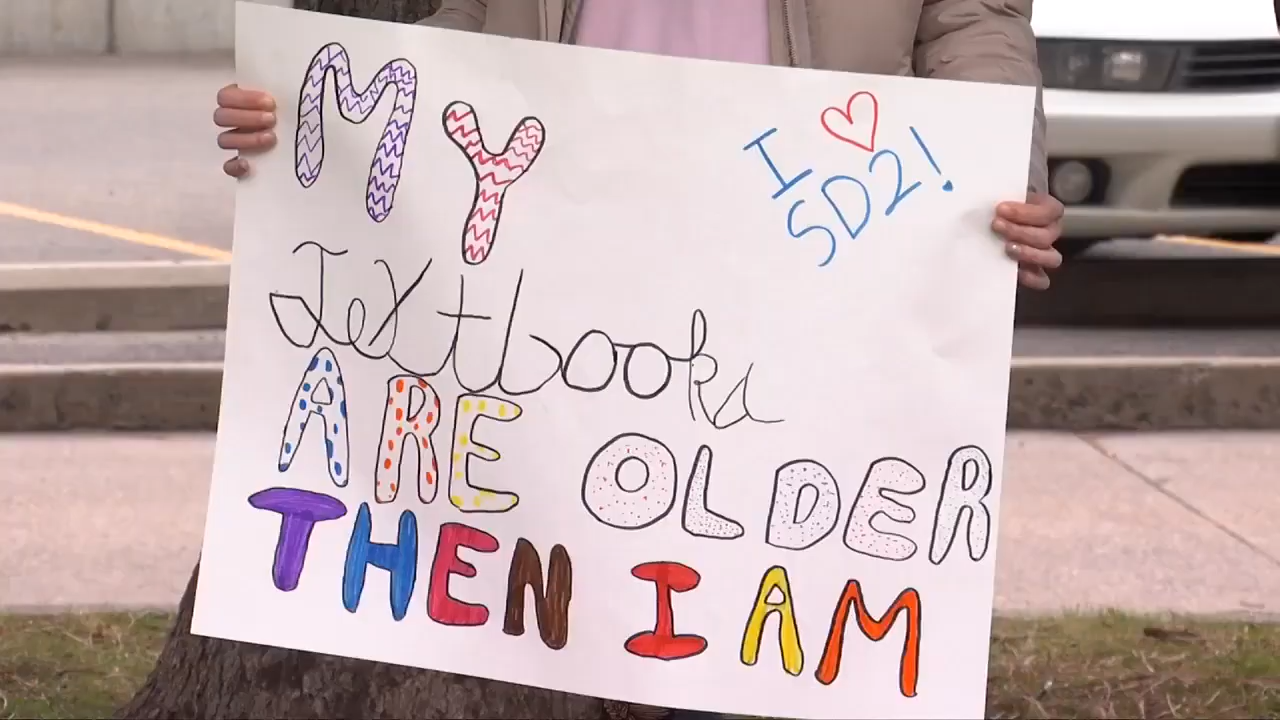 MY
I ♡
SD2!
Textbooks
ARE OLDER
THEN I AM